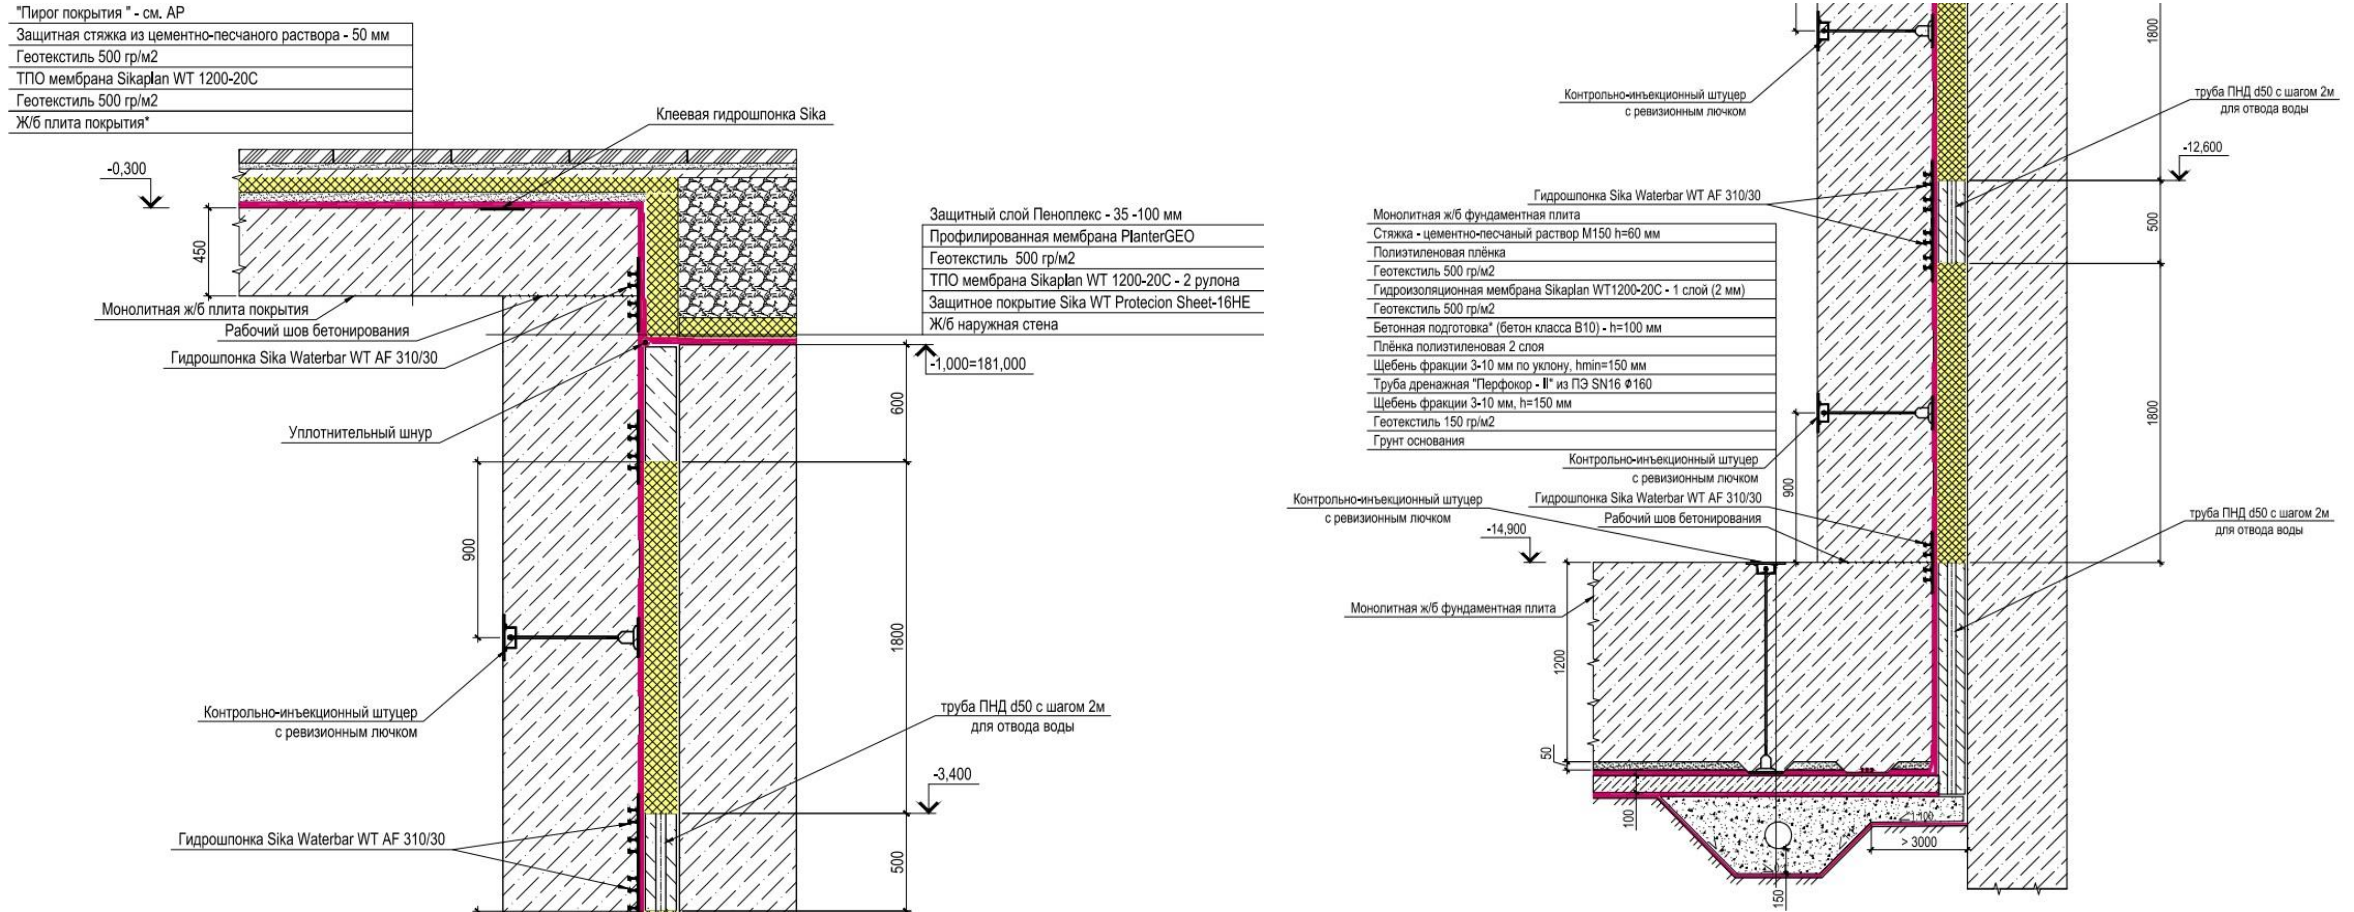 "Пирог покрытия " - см. АР
Защитная стяжка из цементно-песчаного раствора - 50 мм
Геотекстиль 500 гр/м2
ТПО мембрана Sikaplan WT 1200-20C
Геотекстиль 500 гр/м2
Ж/б плита покрытия*
Клеевая гидрошпонка Sika
-0,300
450
Монолитная ж/б плита покрытия
Рабочий шов бетонирования
Гидрошпонка Sika Waterbar WT AF 310/30
Уплотнительный шнур
900
Контрольно-инъекционный штуцер
с ревизионным лючком
Гидрошпонка Sika Waterbar WT AF 310/30
Защитный слой Пеноплекс - 35 -100 мм
Профилированная мембрана PlanterGEO
Геотекстиль 500 гр/м2
ТПО мембрана Sikaplan WT 1200-20C - 2 рулона
Защитное покрытие Sika WT Protecion Sheet-16HE
Ж/б наружная стена
-1,000=181,000
600
1800
труба ПНД d50 с шагом 2м
для отвода воды
-3,400
500
Контрольно-инъекционный штуцер
с ревизионным лючком
1800
труба ПНД d50 с шагом 2м
для отвода воды
-12,600
500
Гидрошпонка Sika Waterbar WT AF 310/30
Монолитная ж/б фундаментная плита
Стяжка - цементно-песчаный раствор М150 h=60 мм
Полиэтиленовая плёнка
Геотекстиль 500 гр/м2
Гидроизоляционная мембрана Sikaplan WT1200-20C - 1 слой (2 мм)
Геотекстиль 500 гр/м2
Бетонная подготовка* (бетон класса В10) - h=100 мм
Плёнка полиэтиленовая 2 слоя
Щебень фракции 3-10 мм по уклону, hmin=150 мм
Труба дренажная "Перфокор - II" из ПЭ SN16 Ф160
Щебень фракции 3-10 мм, h=150 мм
Геотекстиль 150 гр/м2
Грунт основания
1800
Контрольно-инъекционный штуцер
с ревизионным лючком
900
Контрольно-инъекционный штуцер
с ревизионным лючком
Гидрошпонка Sika Waterbar WT AF 310/30
Рабочий шов бетонирования
-14,900
труба ПНД d50 с шагом 2м
для отвода воды
Монолитная ж/б фундаментная плита
1200
50
100
> 3000
150